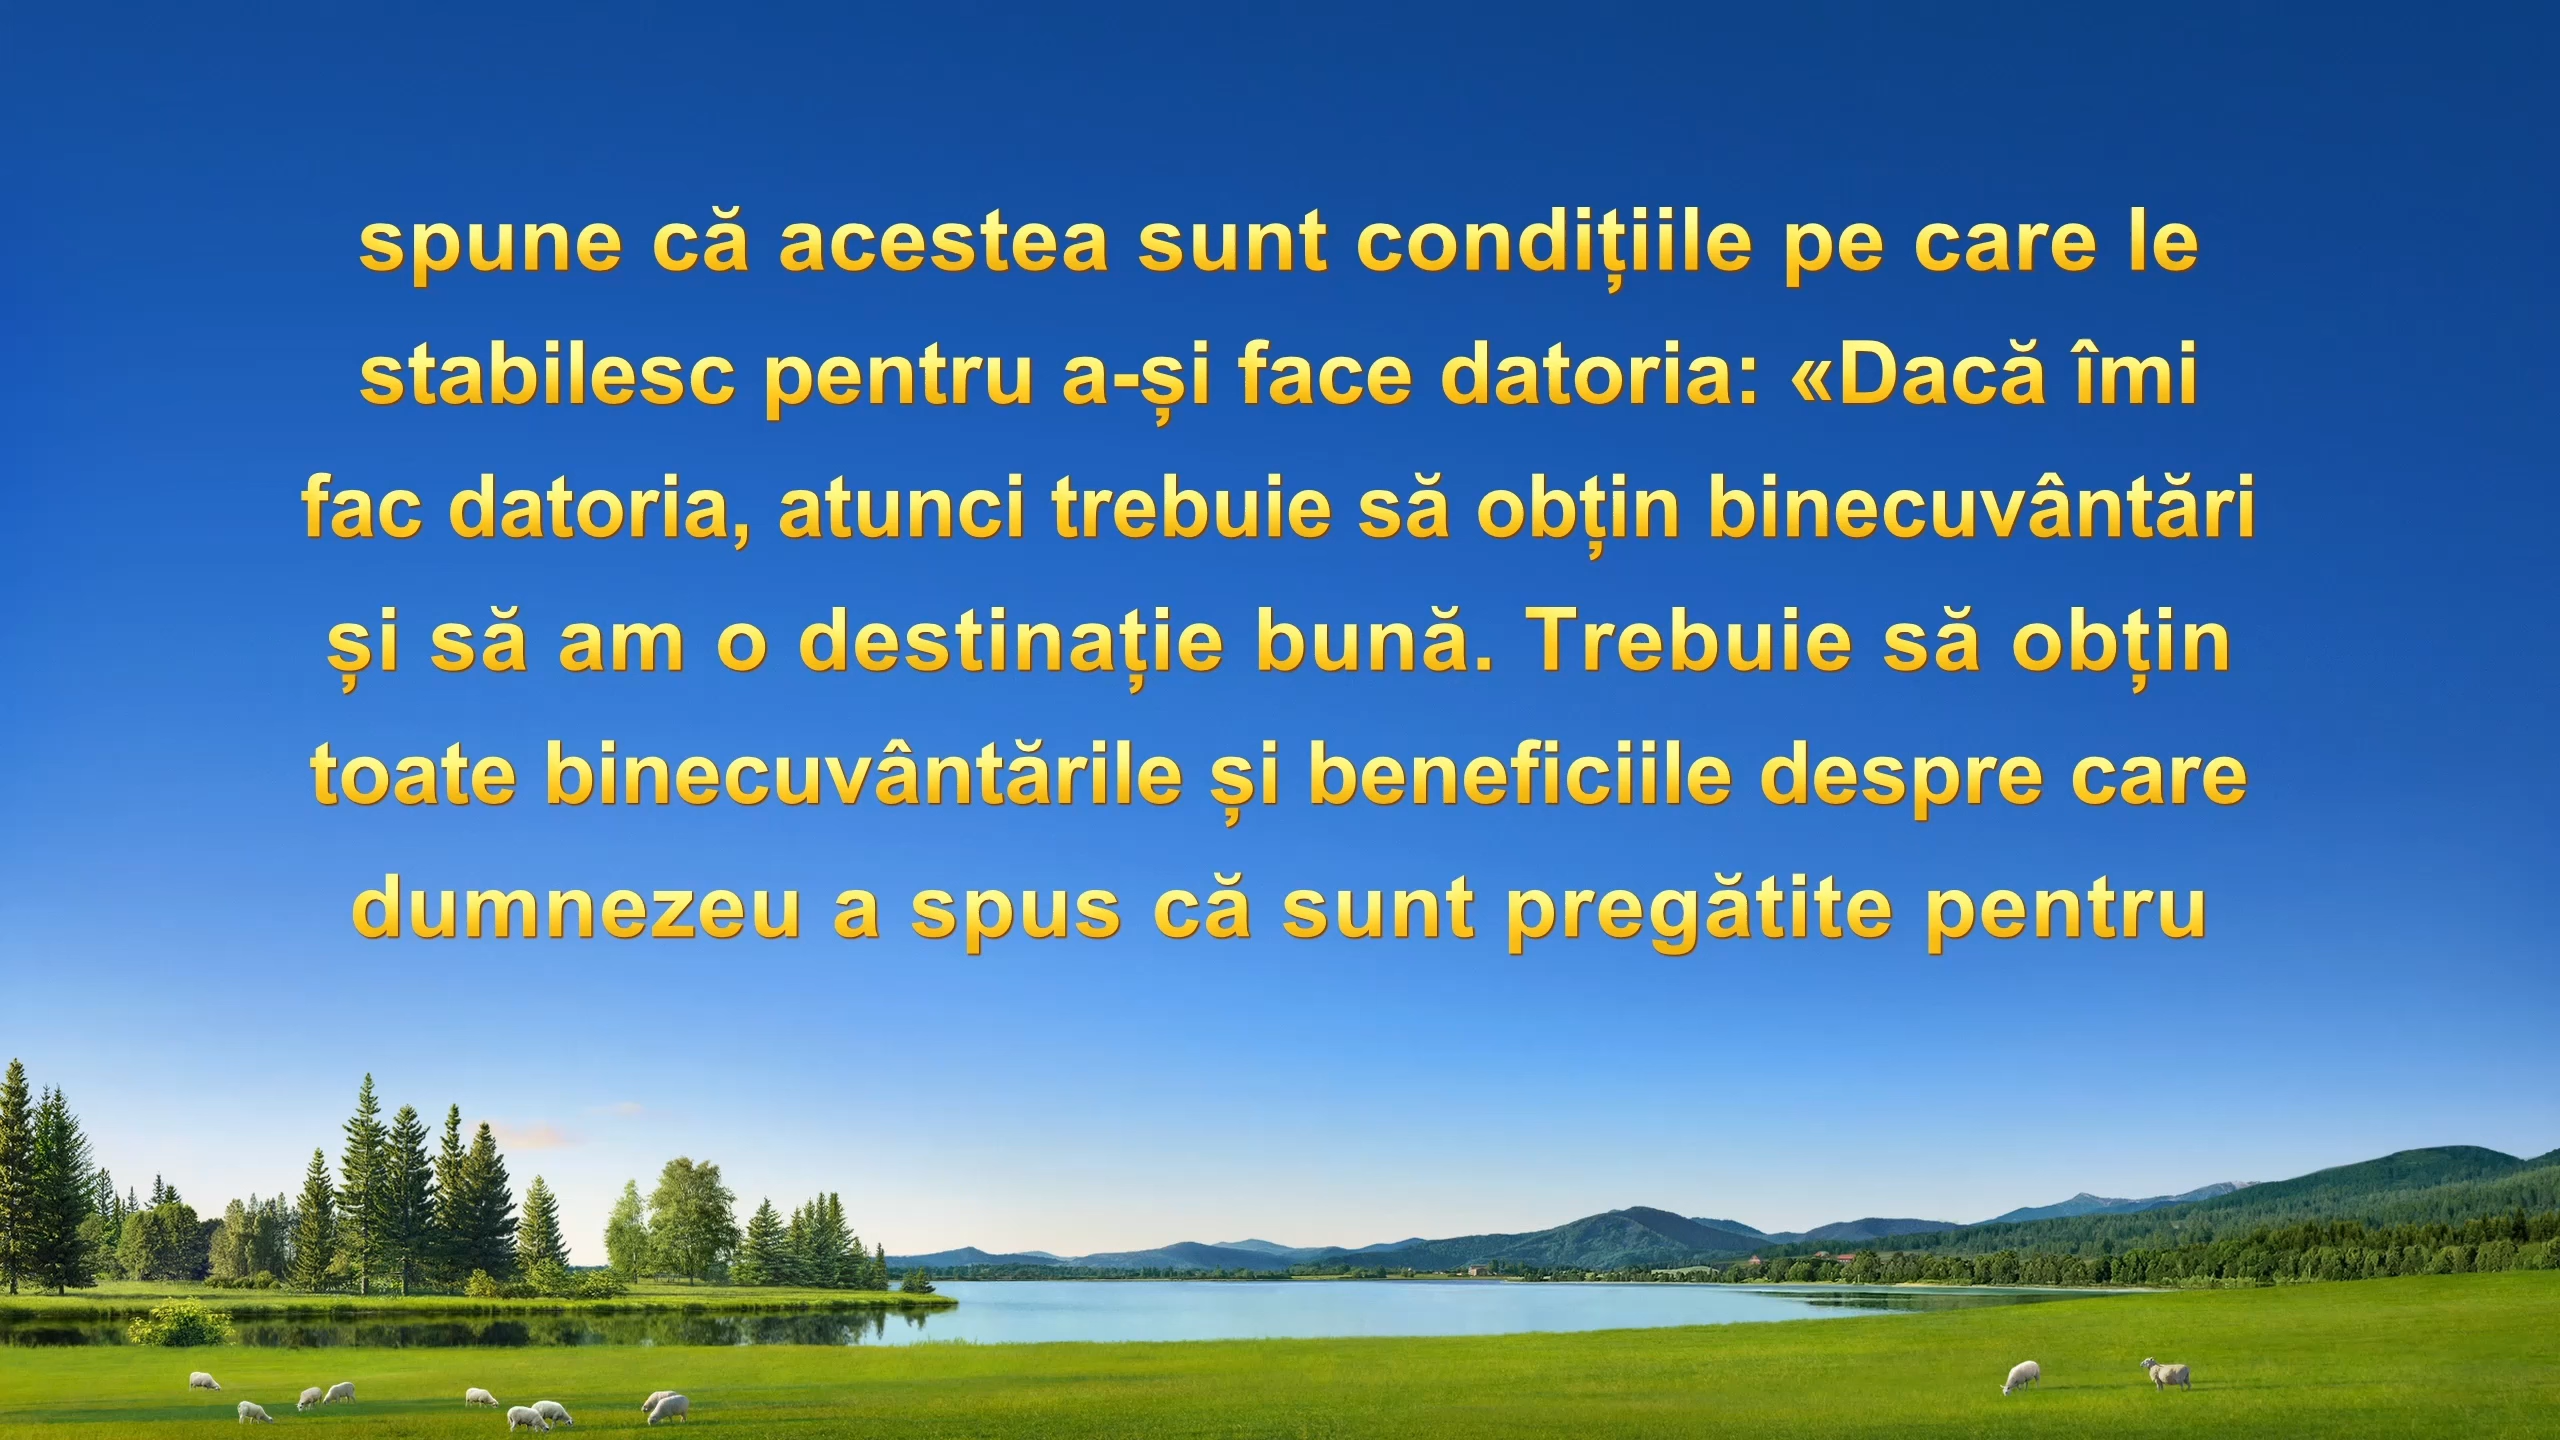 spune că acestea sunt condițiile pe care le
stabilesc pentru a-și face datoria: «Dacă îmi
fac datoria, atunci trebuie să obțin binecuvântări
și să am o destinație bună. Trebuie să obțin
toate binecuvântările și beneficiile despre care
dumnezeu a spus că sunt pregătite pentru